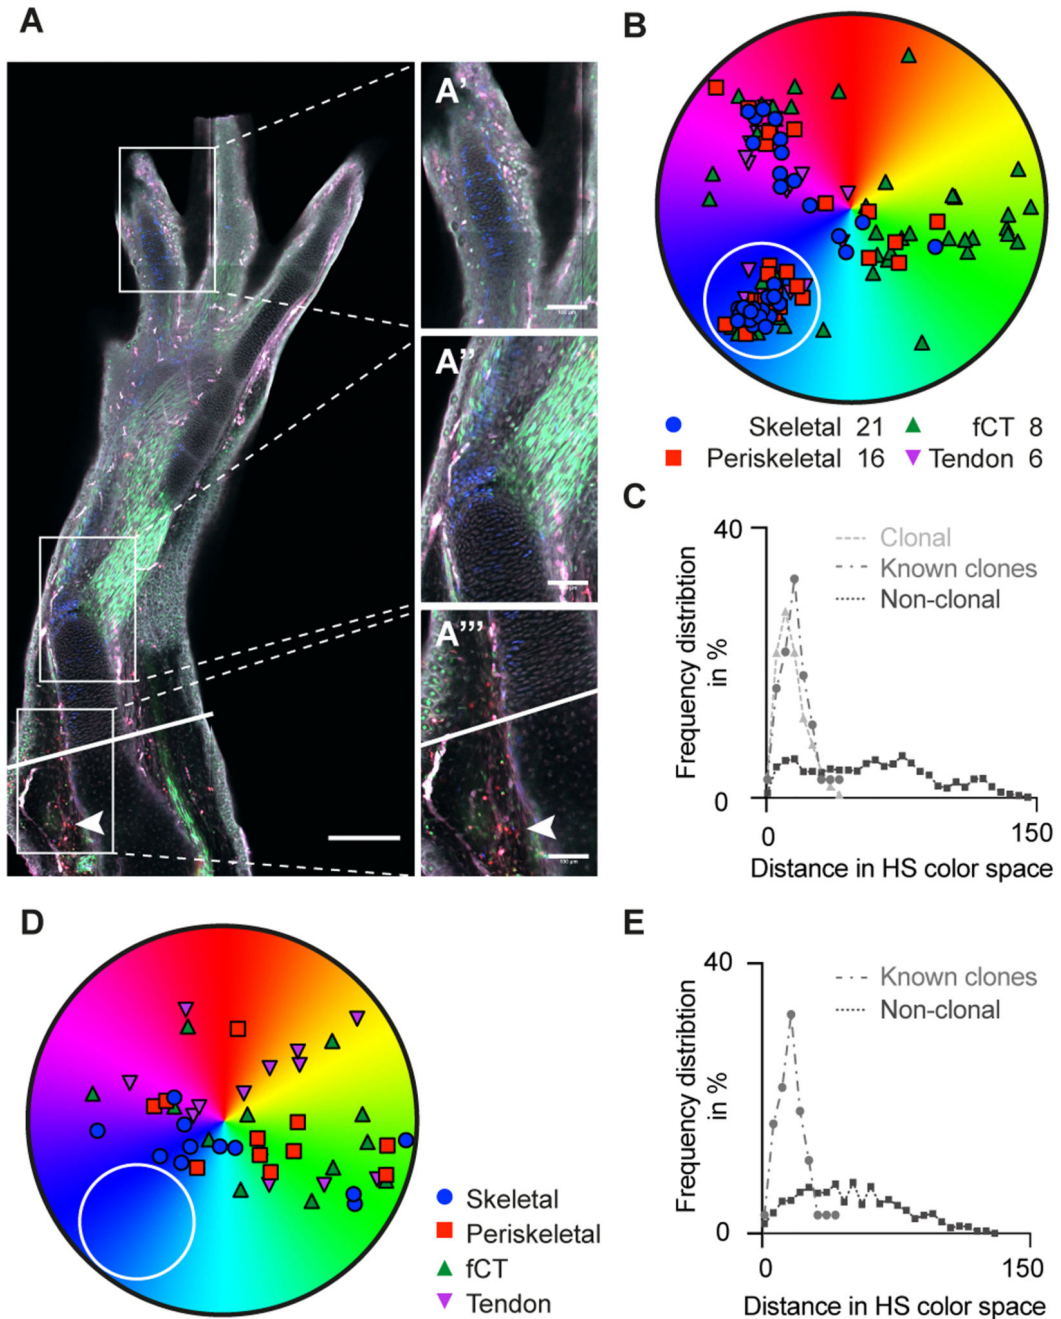 A
A'
A''
A'''
B
Skeletal 21
fCT 8
Periskeletal 16
Tendon 6
C
40
0
Frequency distribtion
in %
Clonal
Known clones
Non-clonal
0
150
Distance in HS color space
D
Skeletal
Periskeletal
fCT
Tendon
E
40
0
Frequency distribtion
in %
Known clones
Non-clonal
0
150
Distance in HS color space